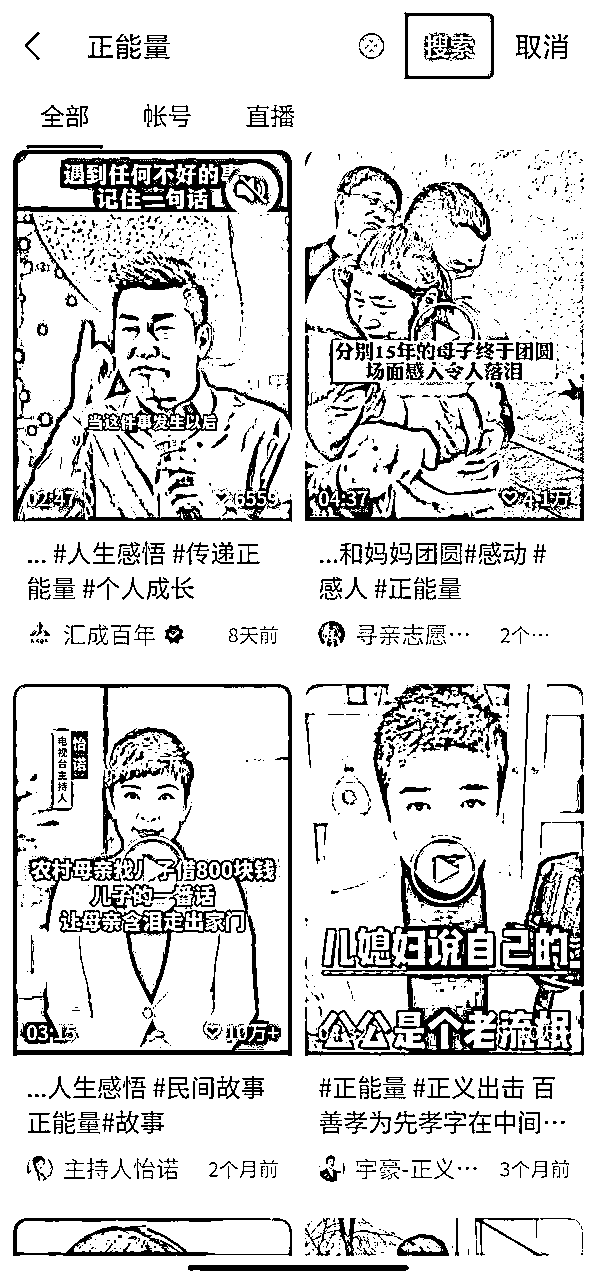 正能量
搜索 取消
全部 帐号 直播
遇到任何不好的事
记住一句话
当这件事发生以后
02:47 6559
分别15年的母子终于团圆
场面感人令人落泪
04:37 4.1万
... #人生感悟 #传递正
能量 #个人成长
汇成百年 8天前
...和妈妈团圆#感动 #
感人 #正能量
寻亲志愿… 2个…
怡诺
电视台主持人
农村母亲找儿子借800块钱
儿子的一番话
让母亲含泪走出家门
03:15 10万+
儿媳妇说自己的
公公是个老流氓
...人生感悟 #民间故事
正能量#故事
主持人怡诺 2个月前
#正能量 #正义出击 百
善孝为先孝字在中间…
宇豪-正义… 3个月前